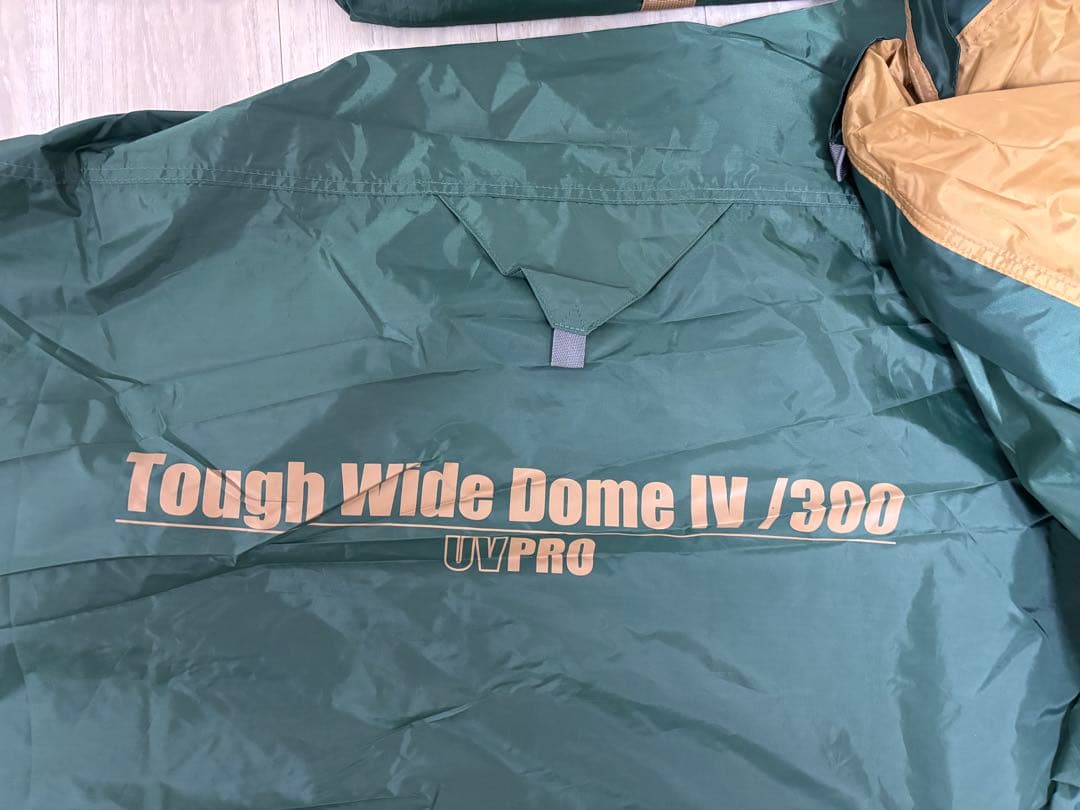 Tough Wide Dome IV /300
UVPRO